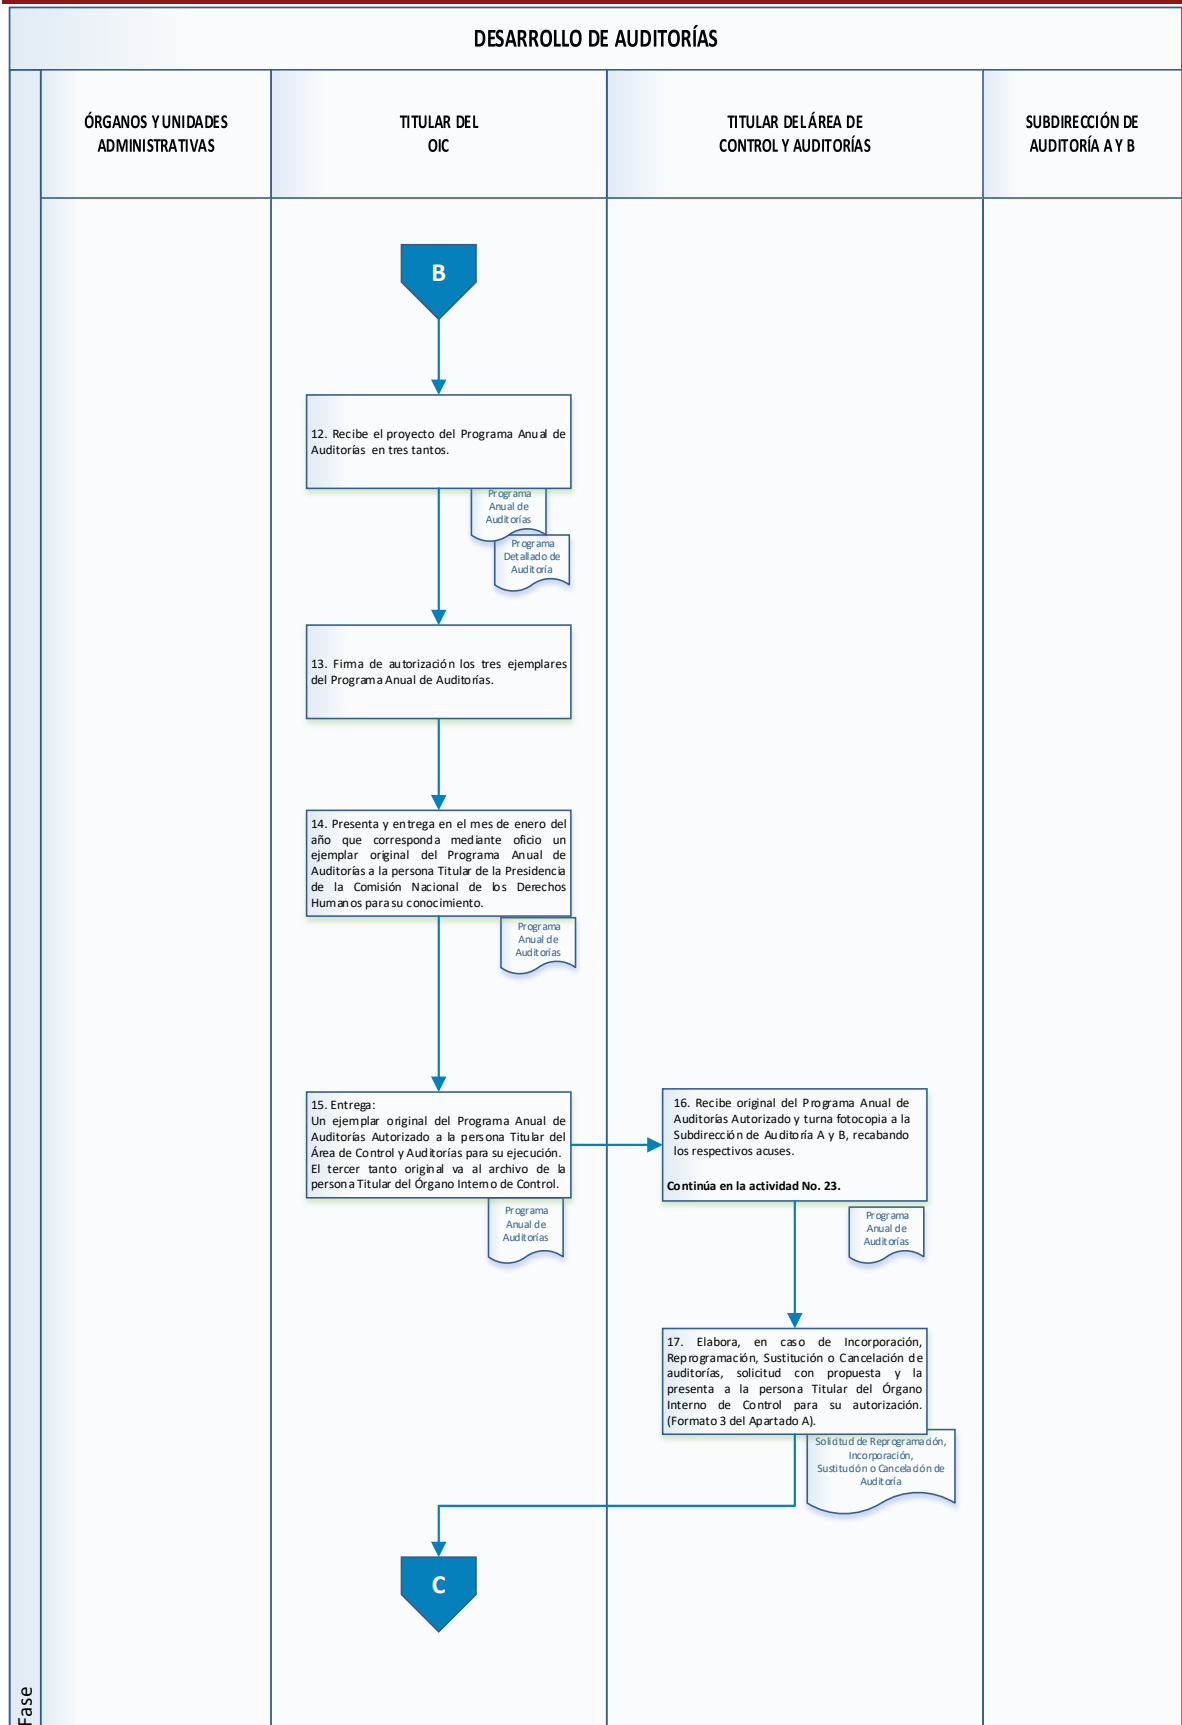 DESARROLLO DE AUDITORÍAS
ÓRGANOS Y UNIDADES
ADMINISTRATIVAS
TITULAR DEL
OIC
TITULAR DEL ÁREA DE
CONTROL Y AUDITORÍAS
SUBDIRECCIÓN DE
AUDITORÍA A Y B
B
12. Recibe el proyecto del Programa Anual de
Auditorías en tres tantos.
Programa
Anual de
Auditorías
Programa
Detallado de
Auditoría
13. Firma de autorización los tres ejemplares
del Programa Anual de Auditorías.
14. Presenta y entrega en el mes de enero del
año que corresponda mediante oficio un
ejemplar original del Programa Anual de
Auditorías a la persona Titular de la Presidencia
de la Comisión Nacional de los Derechos
Humanos para su conocimiento.
Programa
Anual de
Auditorías
15. Entrega:
Un ejemplar original del Programa Anual de
Auditorías Autorizado a la persona Titular del
Área de Control y Auditorías para su ejecución.
El tercer tanto original va al archivo de la
persona Titular del Órgano Interno de Control.
Programa
Anual de
Auditorías
16. Recibe original del Programa Anual de
Auditorías Autorizado y turna fotocopia a la
Subdirección de Auditoría A y B, recabando
los respectivos acuses.
Continúa en la actividad No. 23.
Programa
Anual de
Auditorías
17. Elabora, en caso de Incorporación,
Reprogramación, Sustitución o Cancelación de
auditorías, solicitud con propuesta y la
presenta a la persona Titular del Órgano
Interno de Control para su autorización.
(Formato 3 del Apartado A).
Solicitud de Reprogramación,
Incorporación,
Sustitución o Cancelación de
Auditoría
C
Fase